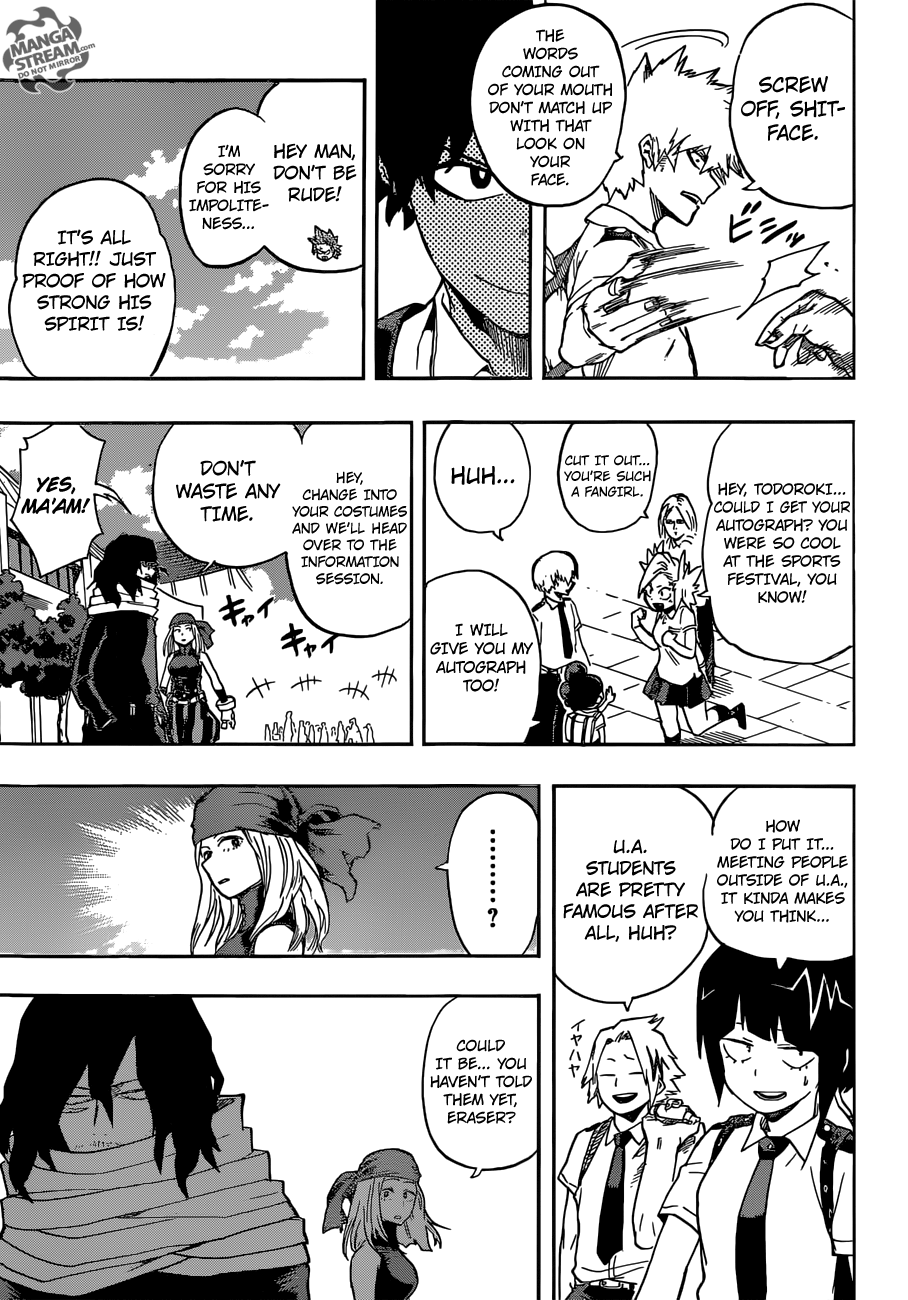 MANGA
STREAM.com
DO NOT MIRROR
SCREW
OFF, SHIT-
FACE.
ビシッ
THE
WORDS
COMING OUT
OF YOUR MOUTH
DON'T MATCH UP
WITH THAT
LOOK ON
YOUR
FACE.
HEY MAN,
DON'T BE
RUDE!
I'M
SORRY
FOR HIS
IMPOLITE-
NESS...
IT'S ALL
RIGHT!! JUST
PROOF OF HOW
STRONG HIS
SPIRIT IS!
HEY, TODOROKI...
COULD I GET YOUR
AUTOGRAPH? YOU
WERE SO COOL
AT THE SPORTS
FESTIVAL, YOU
KNOW!
CUT IT OUT...
YOU'RE SUCH
A FANGIRL.
HUH...
I WILL
GIVE YOU MY
AUTOGRAPH
TOO!
HEY,
CHANGE INTO
YOUR COSTUMES
AND WE'LL HEAD
OVER TO THE
INFORMATION
SESSION.
DON'T
WASTE ANY
TIME.
キャイ
キャイ
YES,
MA'AM!
HOW
DO I PUT IT...
MEETING PEOPLE
OUTSIDE OF U.A.,
IT KINDA MAKES
YOU THINK...
U.A.
STUDENTS
ARE PRETTY
FAMOUS AFTER
ALL, HUH?
イヤハヤ
.........?
COULD
IT BE... YOU
HAVEN'T TOLD
THEM YET,
ERASER?